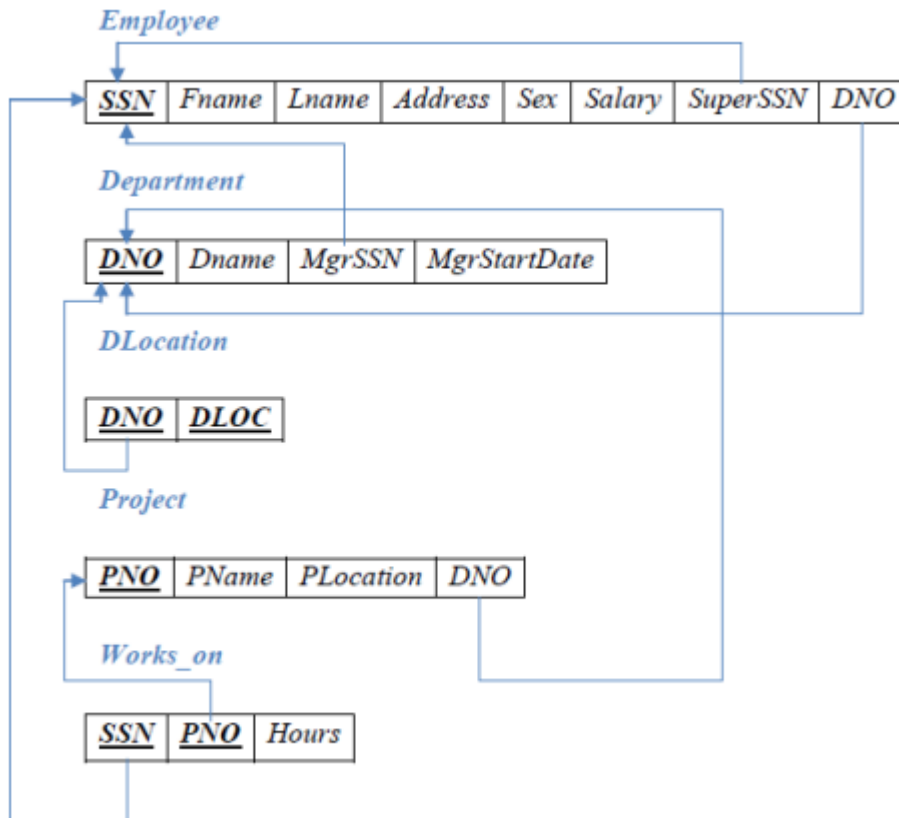 Employee
SSN Fname Lname Address Sex Salary SuperSSN DNO
Department
DNO Dname MgrSSN MgrStartDate
DLocation
DNO DLOC
Project
PNO PName PLocation DNO
Works_on
SSN PNO Hours